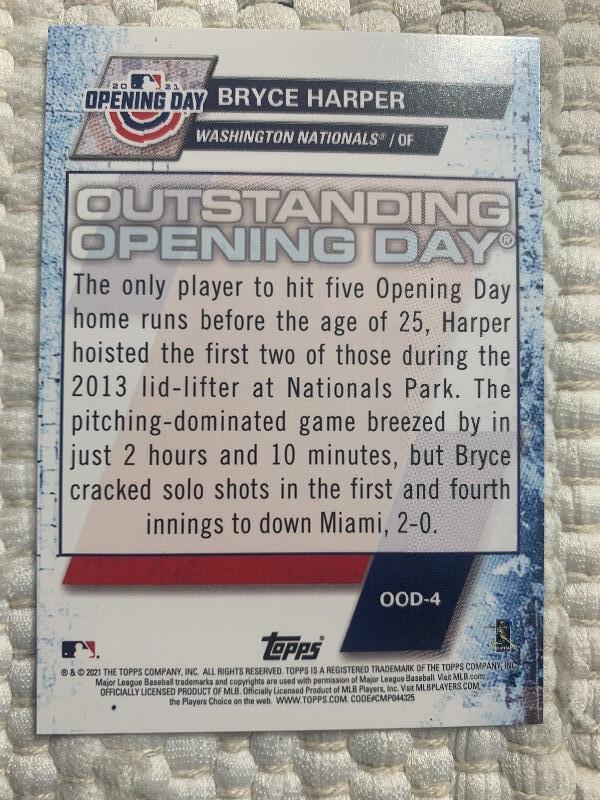 2021
OPENING DAY
BRYCE HARPER
WASHINGTON NATIONALS® / OF
OUTSTANDING
OPENING DAY®
The only player to hit five Opening Day
home runs before the age of 25, Harper
hoisted the first two of those during the
2013 lid-lifter at Nationals Park. The
pitching-dominated game breezed by in
just 2 hours and 10 minutes, but Bryce
cracked solo shots in the first and fourth
innings to down Miami, 2-0.
OOD-4
topps®
® & © 2021 THE TOPPS COMPANY, INC. ALL RIGHTS RESERVED. TOPPS IS A REGISTERED TRADEMARK OF THE TOPPS COMPANY, INC.
Major League Baseball trademarks and copyrights are used with permission of Major League Baseball. Visit MLB.com.
OFFICIALLY LICENSED PRODUCT OF MLB. Officially Licensed Product of MLB Players, Inc. Visit MLBPLAYERS.COM,
the Players Choice on the web. WWW.TOPPS.COM. CODE#CMP044325